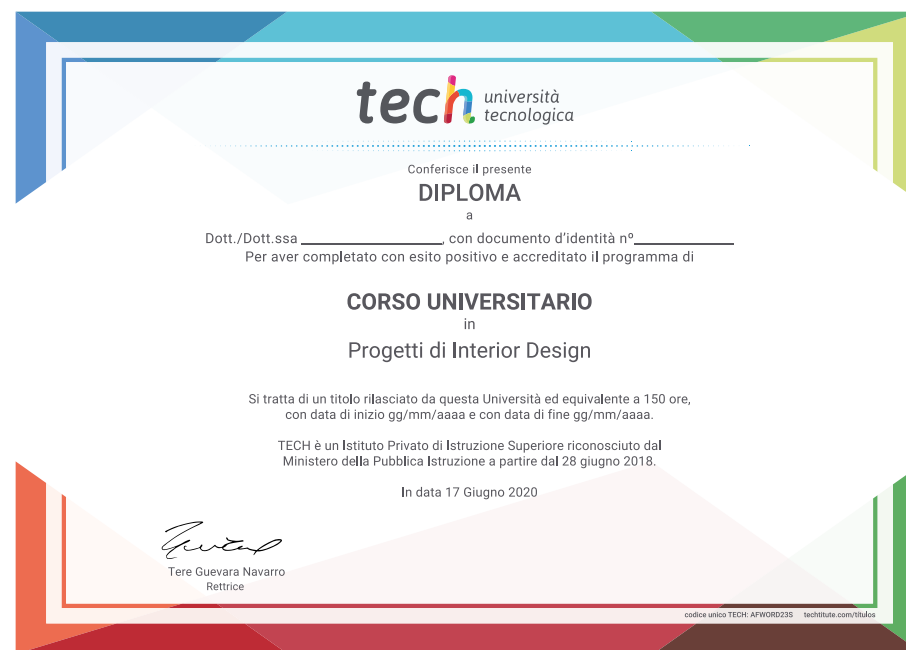 tech università
tecnologica
Conferisce il presente
DIPLOMA
a
Dott./Dott.ssa ____________________, con documento d'identità nº______________
Per aver completato con esito positivo e accreditato il programma di
CORSO UNIVERSITARIO
in
Progetti di Interior Design
Si tratta di un titolo rilasciato da questa Università ed equivalente a 150 ore,
con data di inizio gg/mm/aaaa e con data di fine gg/mm/aaaa.
TECH è un Istituto Privato di Istruzione Superiore riconosciuto dal
Ministero della Pubblica Istruzione a partire dal 28 giugno 2018.
In data 17 Giugno 2020
Tere Guevara Navarro
Rettrice
codice unico TECH: AFWORD23S techtitute.com/títulos